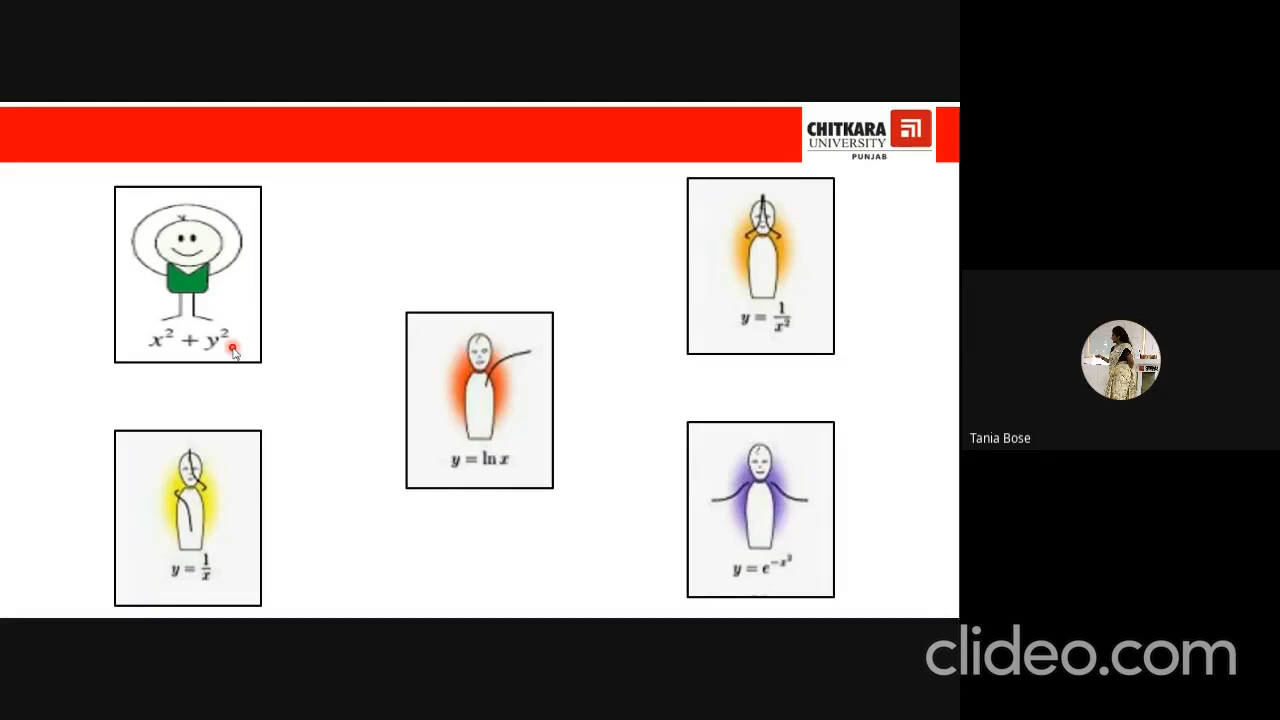 CHITKARA
UNIVERSITY
PUNJAB
x² + y²
y = 1/x²
y = ln x
y = 1/x
y = e^{-x²}
Tania Bose
clideo.com